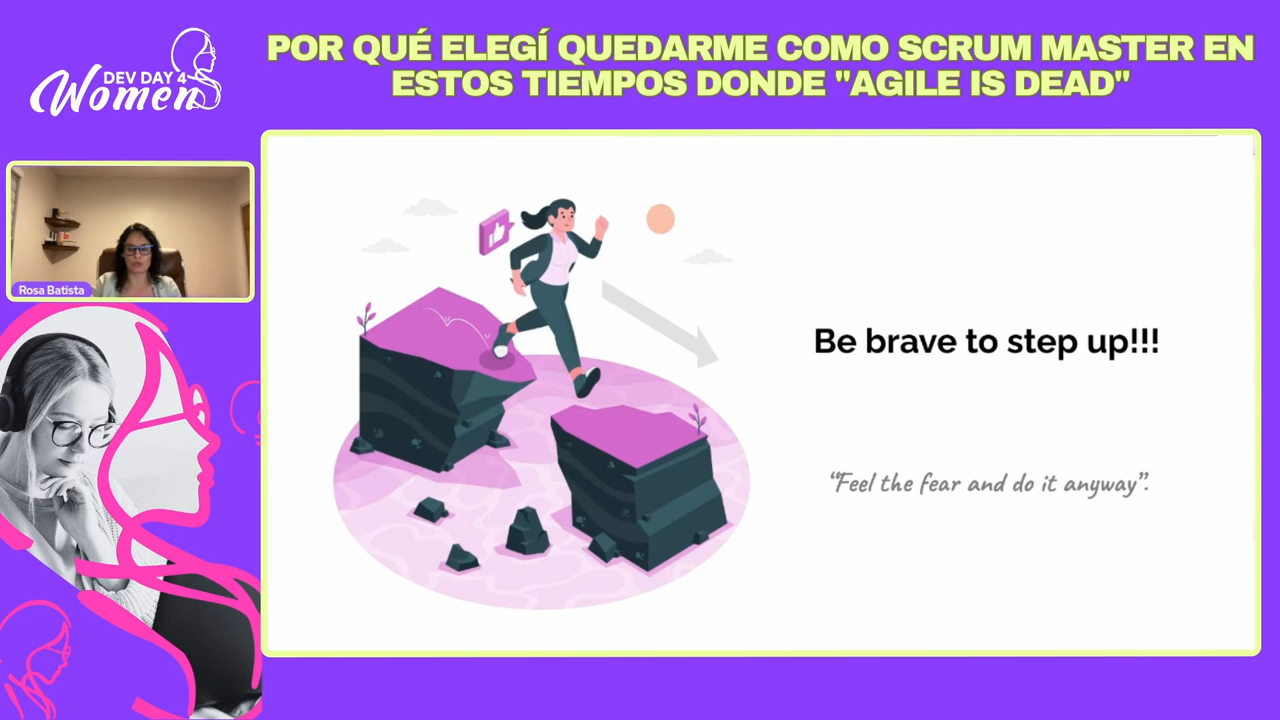 DEV DAY 4
Women
POR QUÉ ELEGÍ QUEDARME COMO SCRUM MASTER EN
ESTOS TIEMPOS DONDE "AGILE IS DEAD"
Rosa Batista
Be brave to step up!!!
“Feel the fear and do it anyway”.